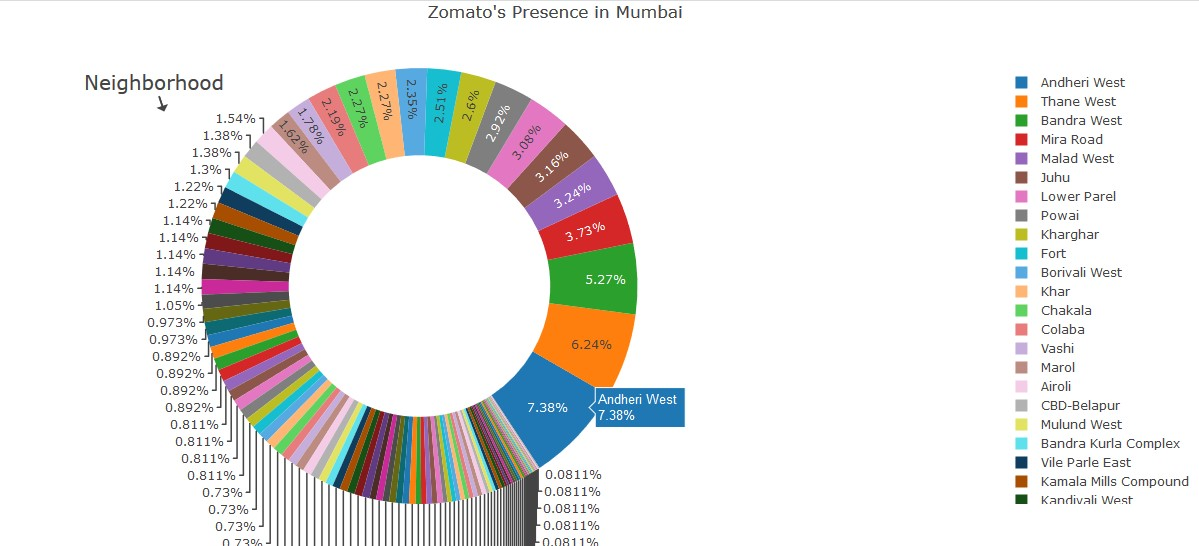 Zomato's Presence in Mumbai
Neighborhood
2.35%
2.51%
2.6%
2.92%
3.08%
3.16%
3.24%
3.73%
5.27%
6.24%
7.38%
Andheri West
7.38%
2.27%
2.27%
2.19%
1.78%
1.62%
1.54%
1.38%
1.38%
1.3%
1.22%
1.22%
1.14%
1.14%
1.14%
1.14%
1.14%
1.05%
0.973%
0.973%
0.892%
0.892%
0.892%
0.892%
0.811%
0.811%
0.811%
0.811%
0.73%
0.73%
0.73%
0.73%
0.0811%
0.0811%
0.0811%
0.0811%
0.0811%
Andheri West
Thane West
Bandra West
Mira Road
Malad West
Juhu
Lower Parel
Powai
Kharghar
Fort
Borivali West
Khar
Chakala
Colaba
Vashi
Marol
Airoli
CBD-Belapur
Mulund West
Bandra Kurla Complex
Vile Parle East
Kamala Mills Compound
Kandivali West